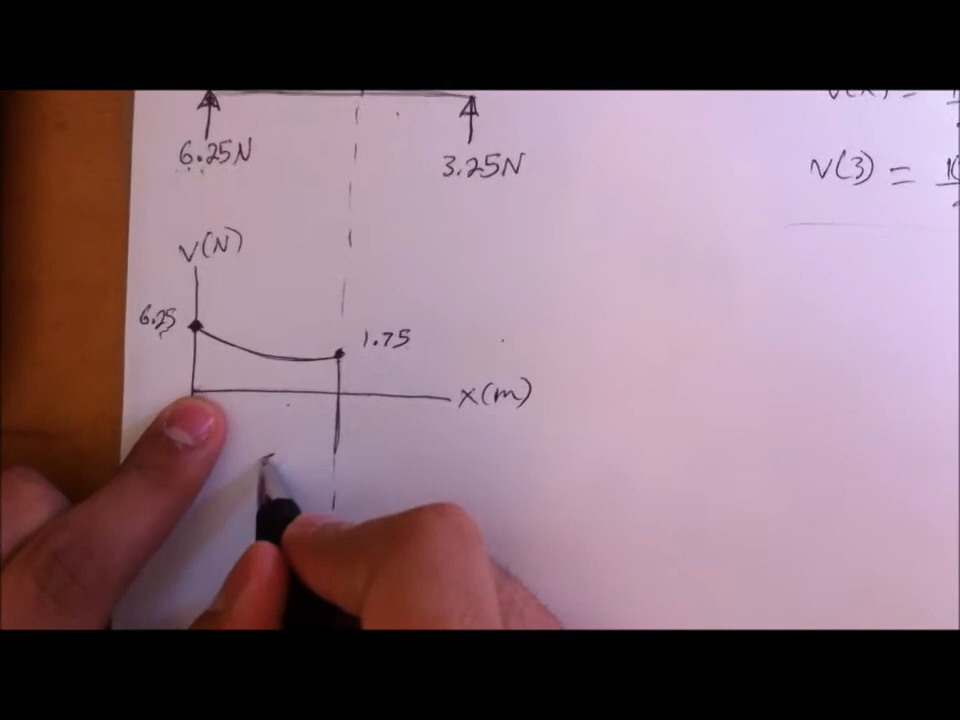 V(x) =
6.25N
3.25N
V(3) =
V(N)
6.25
1.75
x(m)